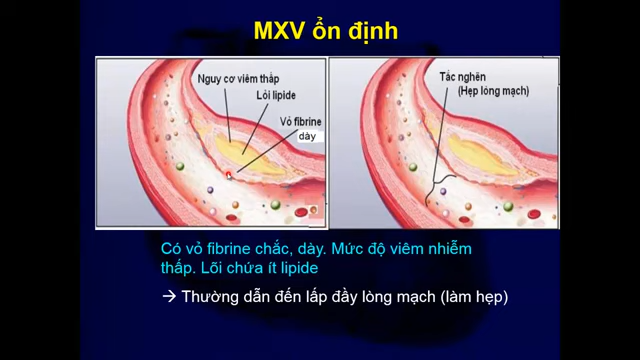 MXV ổn định
Nguy cơ viêm thấp
Lỏi lipide
Vỏ fibrine
dày
Tắc nghẽn
(Hẹp lòng mạch)
Có vỏ fibrine chắc, dày. Mức độ viêm nhiễm
thấp. Lõi chứa ít lipide
→ Thường dẫn đến lấp đầy lòng mạch (làm hẹp)